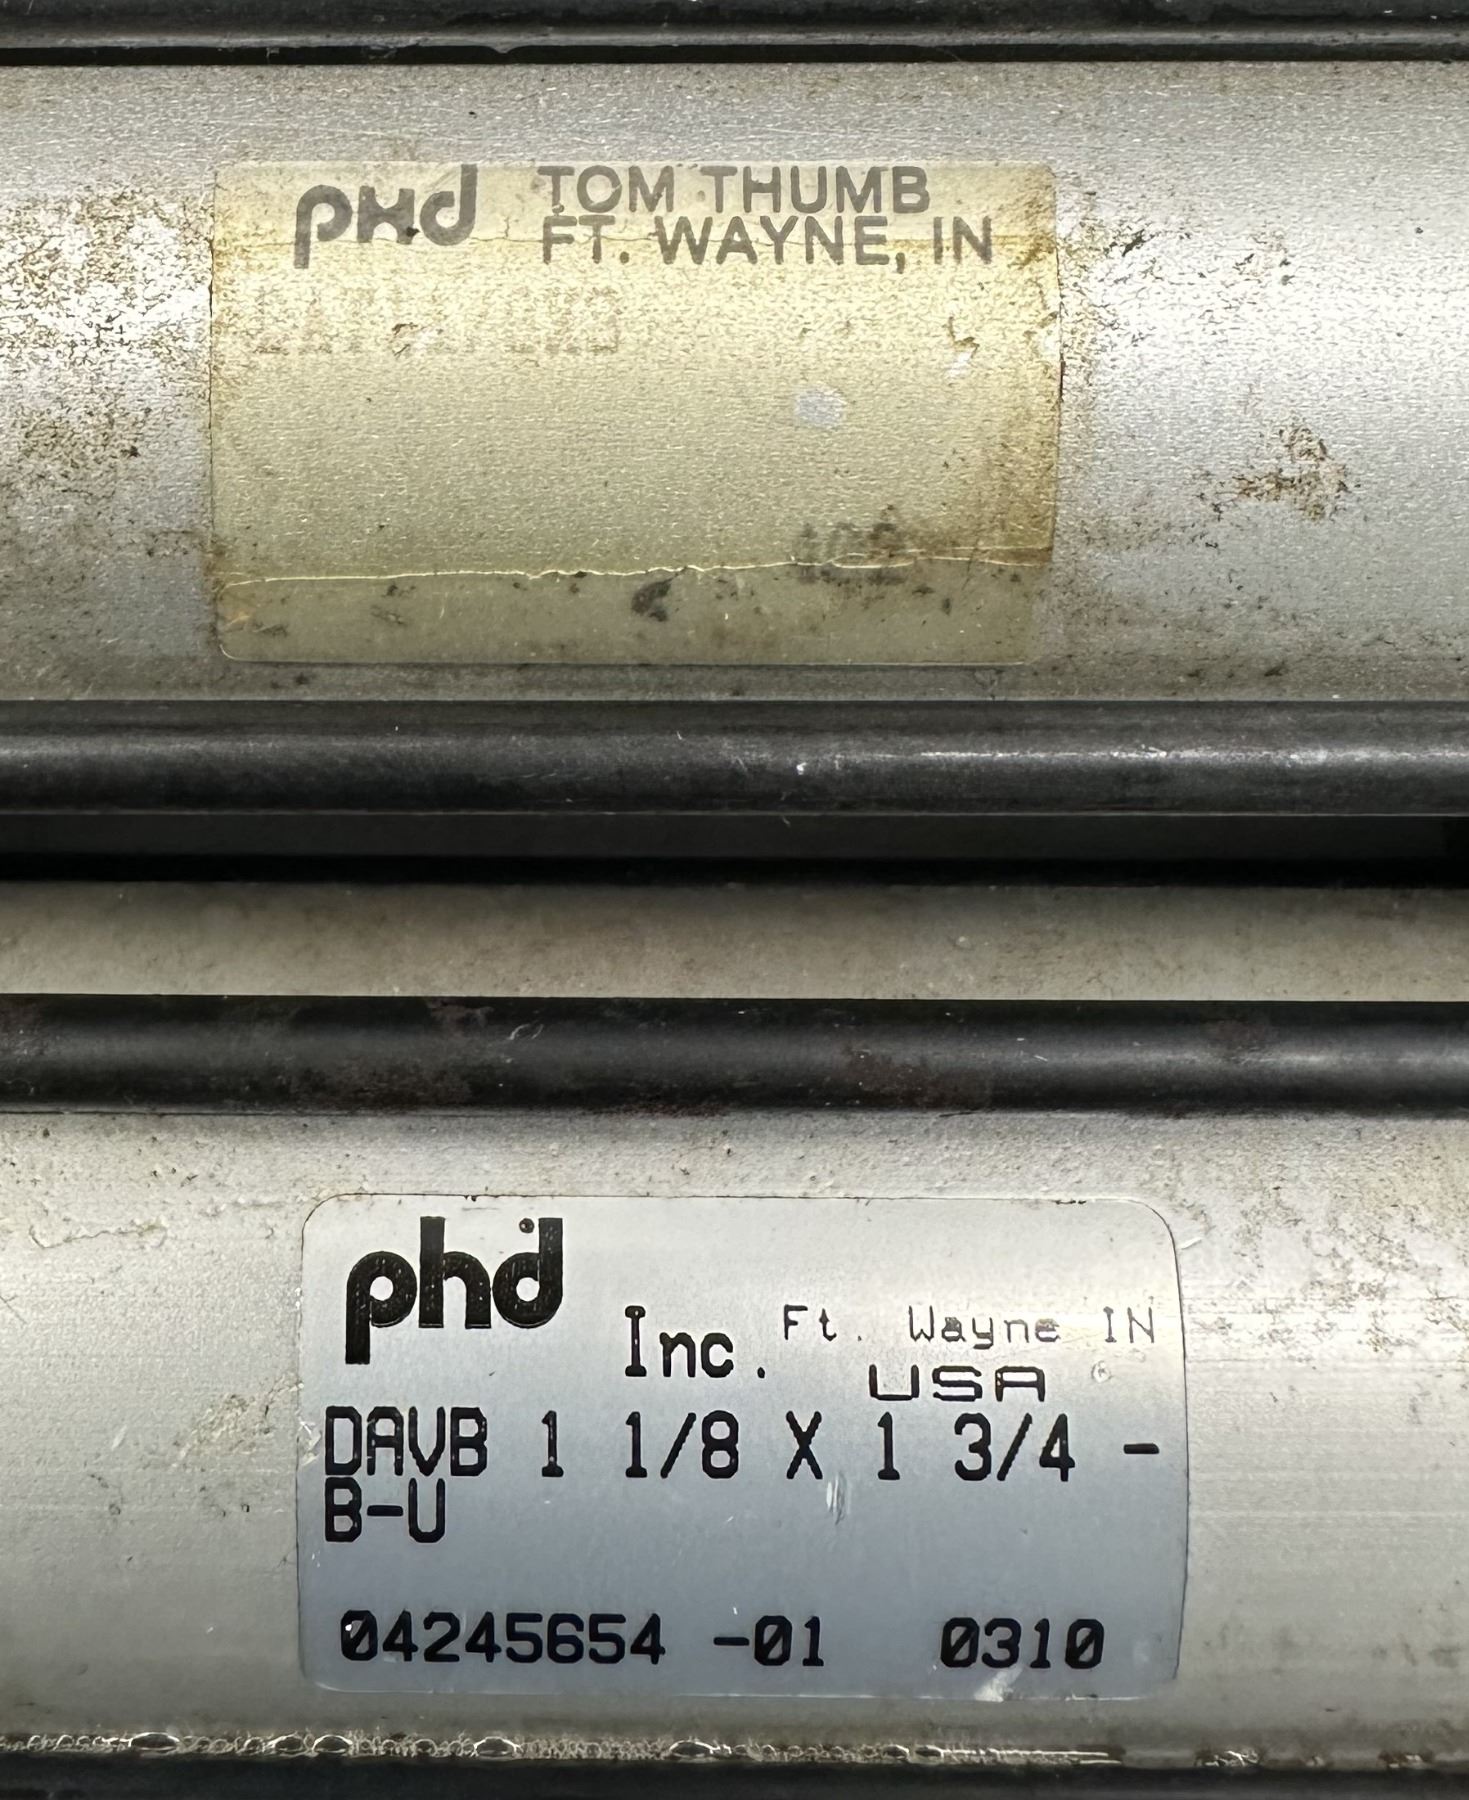 phd TOM THUMB
FT. WAYNE, IN
phd Inc. Ft. Wayne IN
USA
DAVB 1 1/8 X 1 3/4 -
B-U
04245654 -01 0310